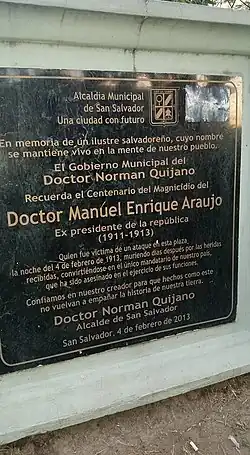 Alcaldía Municipal
de San Salvador
Una ciudad con futuro
En memoria de un ilustre salvadoreño, cuyo nombre
se mantiene vivo en la mente de nuestro pueblo.
El Gobierno Municipal del
Doctor Norman Quijano
Recuerda el Centenario del Magnicidio del
Doctor Manuel Enrique Araujo
Ex presidente de la república
(1911-1913)
Quien fue víctima de un ataque en esta plaza
la noche del 4 de febrero de 1913, muriendo días después por las heridas
recibidas, convirtiéndose en el único mandatario de nuestro país,
que ha sido asesinado en el ejercicio de sus funciones.
Confiamos en nuestro creador para que hechos como este
no vuelvan a empañar la historia de nuestra tierra.
Doctor Norman Quijano
Alcalde de San Salvador
San Salvador, 4 de febrero de 2013